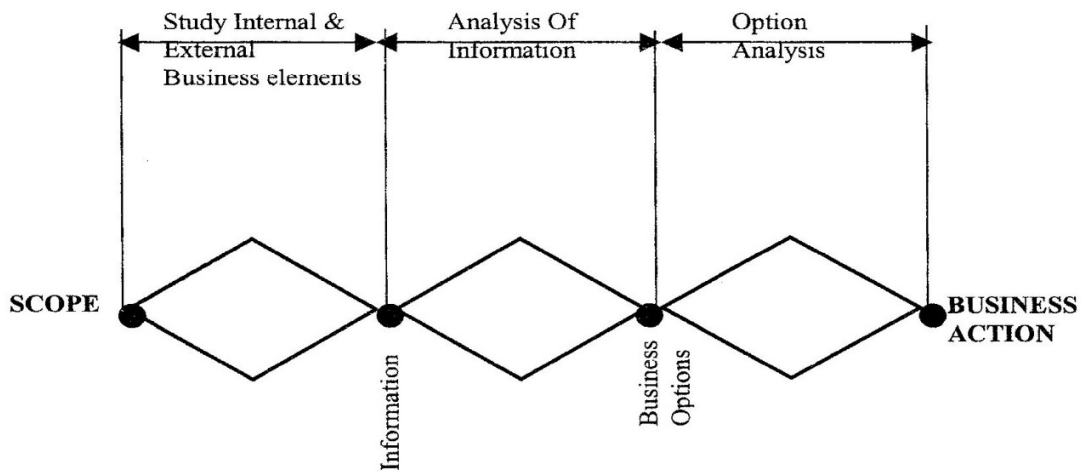 Study Internal &
External
Business elements
Analysis Of
Information
Option
Analysis
SCOPE
Information
Business
Options
BUSINESS
ACTION